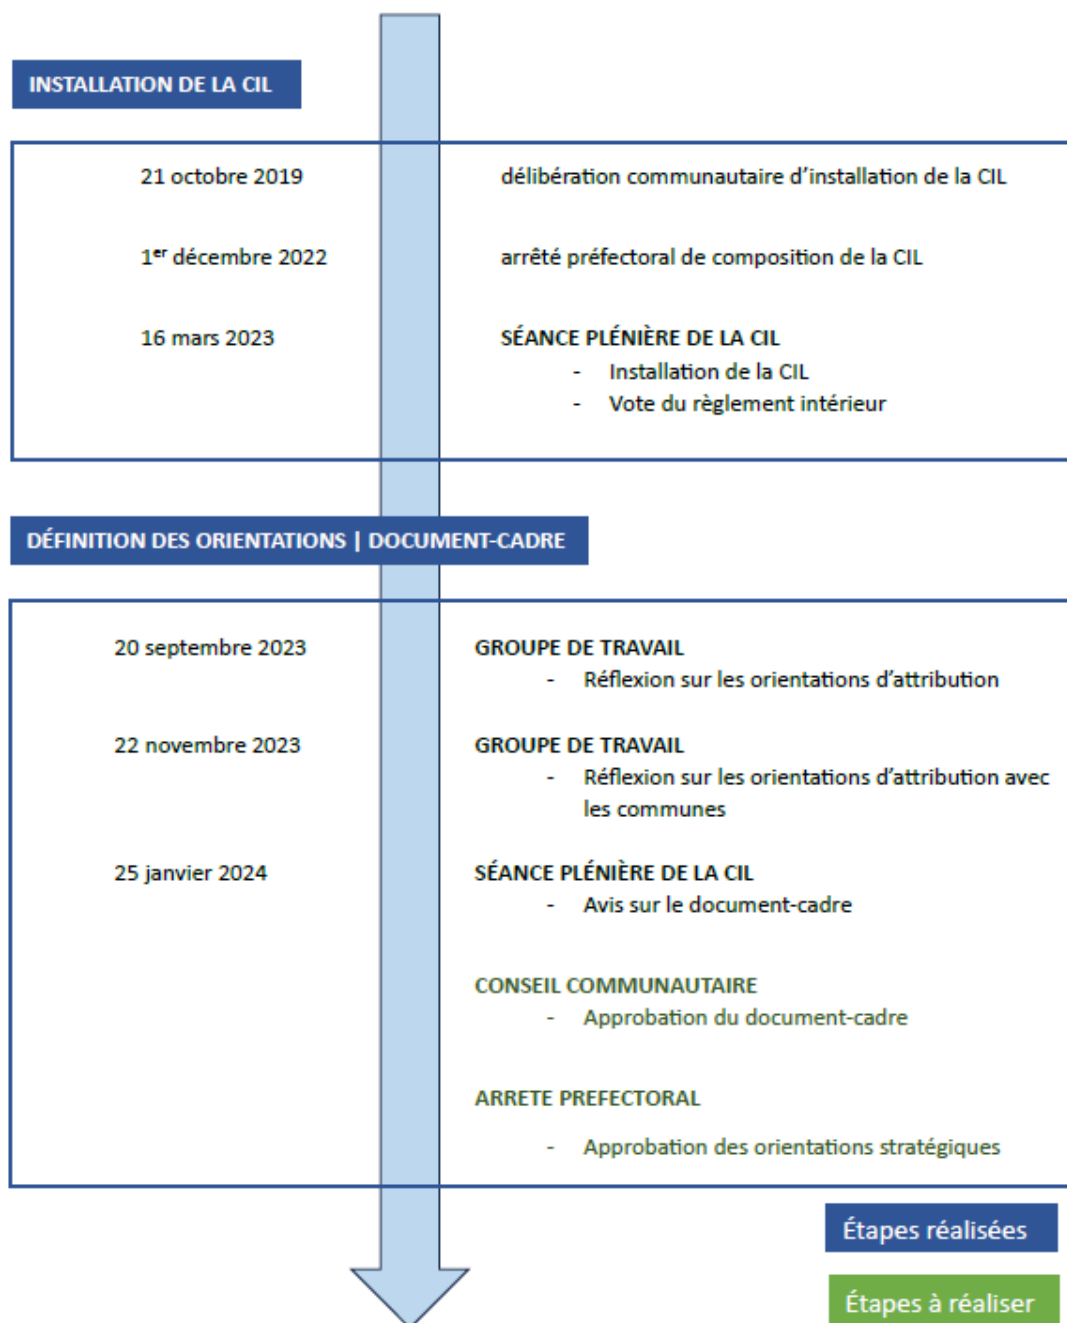 INSTALLATION DE LA CIL
21 octobre 2019 délibération communautaire d’installation de la CIL
1er décembre 2022 arrêté préfectoral de composition de la CIL
16 mars 2023 SÉANCE PLÉNIÈRE DE LA CIL
- Installation de la CIL
- Vote du règlement intérieur
DÉFINITION DES ORIENTATIONS | DOCUMENT-CADRE
20 septembre 2023 GROUPE DE TRAVAIL
- Réflexion sur les orientations d’attribution
22 novembre 2023 GROUPE DE TRAVAIL
- Réflexion sur les orientations d’attribution avec
les communes
25 janvier 2024 SÉANCE PLÉNIÈRE DE LA CIL
- Avis sur le document-cadre
CONSEIL COMMUNAUTAIRE
- Approbation du document-cadre
ARRETE PREFECTORAL
- Approbation des orientations stratégiques
Étapes réalisées
Étapes à réaliser